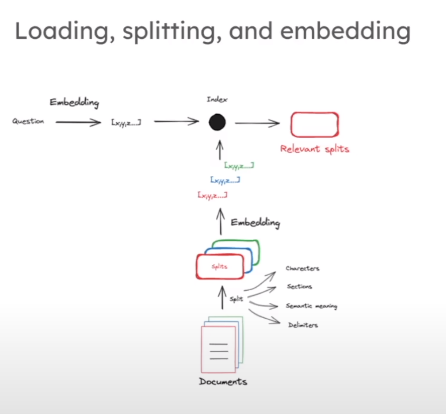 Loading, splitting, and embedding
Embedding
Index
Question
[x,y,z...]
Relevant splits
[x,y,z...]
[x,y,z...]
[x,y,z...]
Embedding
Splits
Characters
Sections
Split
Semantic meaning
Delimiters
Documents